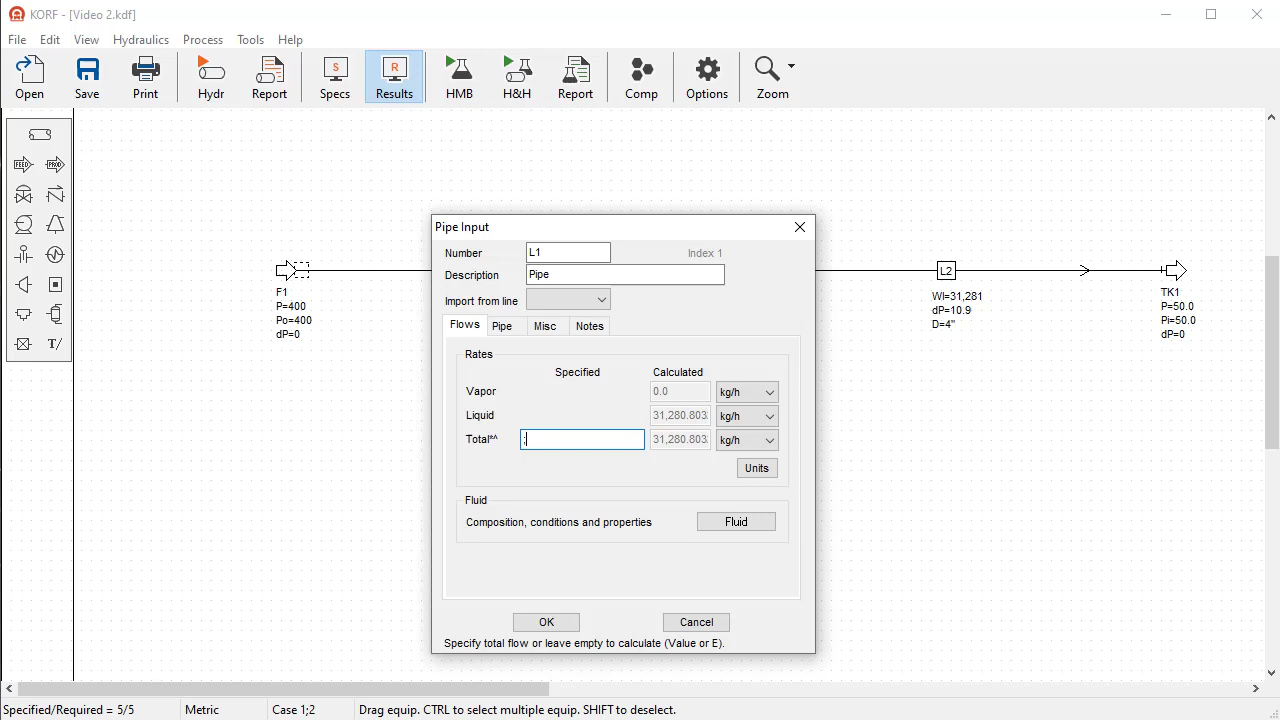 KORF - [Video 2.kdf]
File Edit View Hydraulics Process Tools Help
Open Save Print Hydr Report Specs Results HMB H&H Report Comp Options Zoom
S
R
FEED PROD
T/
F1
P=400
Po=400
dP=0
Pipe Input
Number L1 Index 1
Description Pipe
Import from line
Flows Pipe Misc Notes
Rates
Specified Calculated
Vapor 0.0 kg/h
Liquid 31,280.803 kg/h
Total*^ ; 31,280.803 kg/h
Units
Fluid
Composition, conditions and properties Fluid
OK Cancel
Specify total flow or leave empty to calculate (Value or E).
L2
Wl=31,281
dP=10.9
D=4"
TK1
P=50.0
Pi=50.0
dP=0
Specified/Required = 5/5 Metric Case 1;2 Drag equip. CTRL to select multiple equip. SHIFT to deselect.